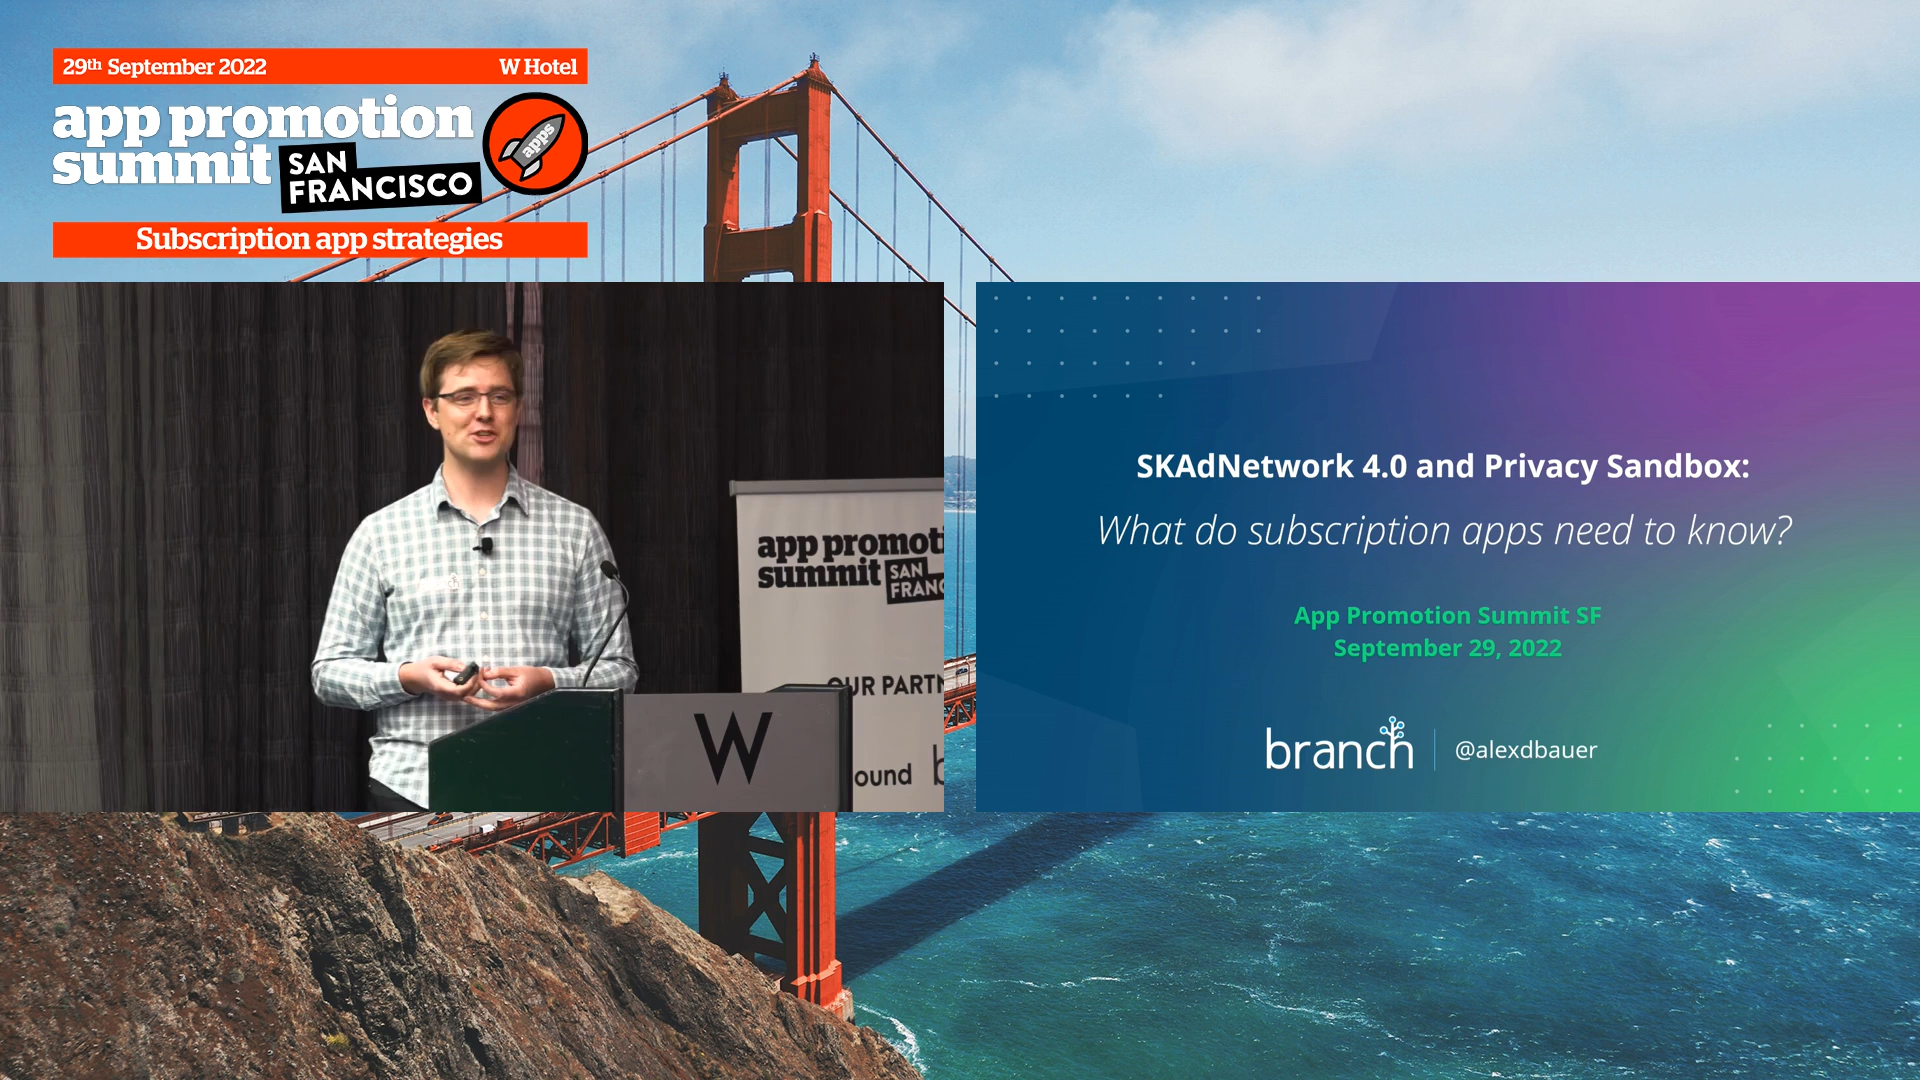 29th September 2022
W Hotel
app promotion
summit SAN
FRANCISCO
apps
Subscription app strategies
app promot
summit SAN
FRANC
OUR PARTN
W
ound b
SKAdNetwork 4.0 and Privacy Sandbox:
What do subscription apps need to know?
App Promotion Summit SF
September 29, 2022
branch
@alexdbauer